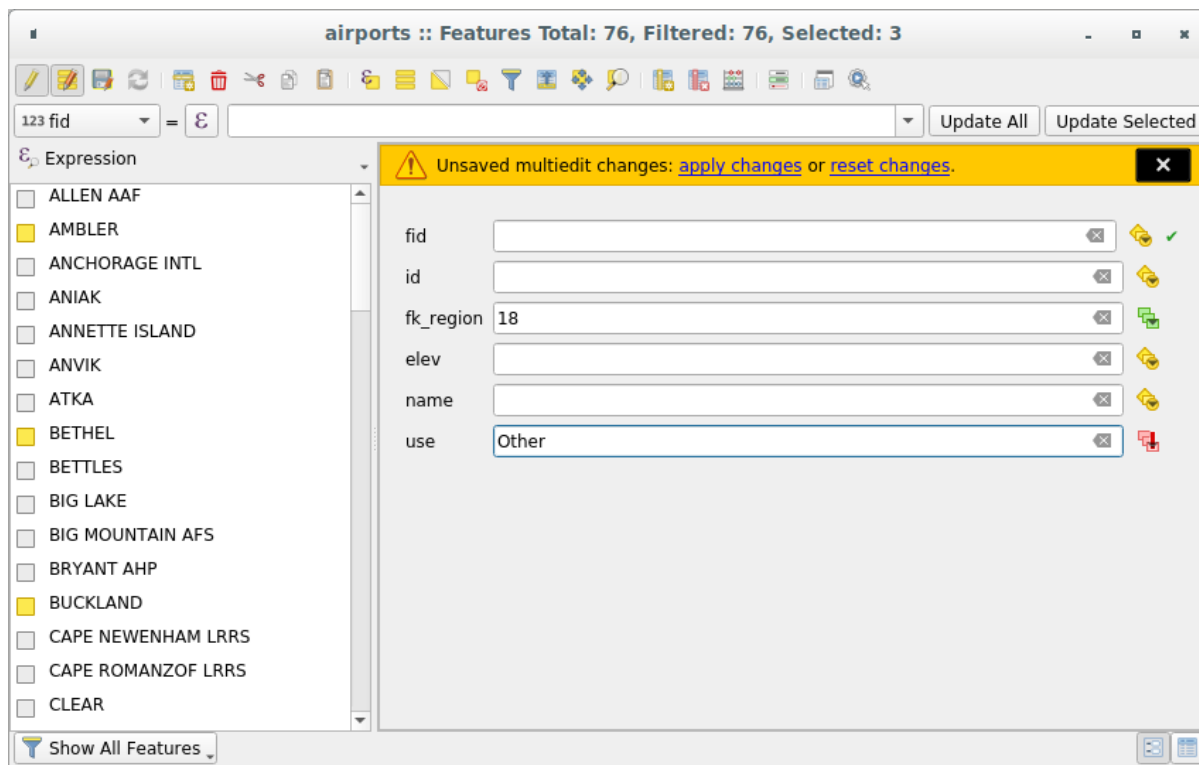 airports :: Features Total: 76, Filtered: 76, Selected: 3
123 fid = ε Update All Update Selected
ε Expression
Unsaved multiedit changes: apply changes or reset changes.
ALLEN AAF
AMBLER
ANCHORAGE INTL
ANIAK
ANNETTE ISLAND
ANVIK
ATKA
BETHEL
BETTLES
BIG LAKE
BIG MOUNTAIN AFS
BRYANT AHP
BUCKLAND
CAPE NEWENHAM LRRS
CAPE ROMANZOF LRRS
CLEAR
fid
id
fk_region 18
elev
name
use Other
Show All Features